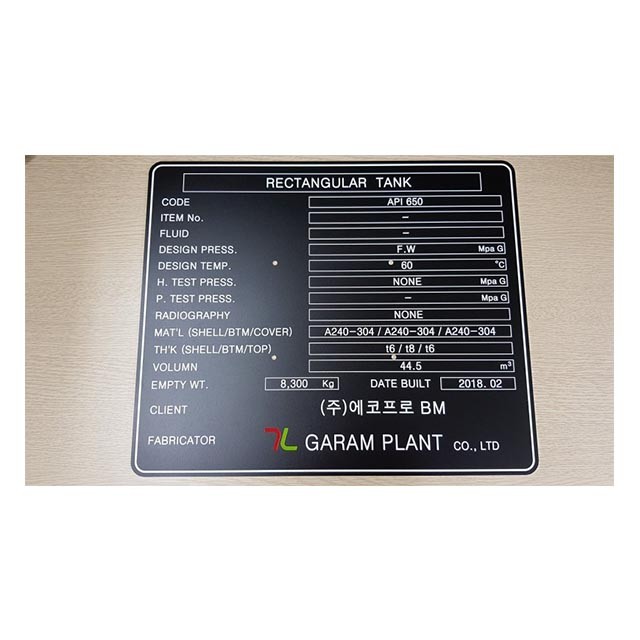 RECTANGULAR TANK
CODE API 650
ITEM No. –
FLUID –
DESIGN PRESS. F.W Mpa G
DESIGN TEMP. 60 °C
H. TEST PRESS. NONE Mpa G
P. TEST PRESS. – Mpa G
RADIOGRAPHY NONE
MAT'L (SHELL/BTM/COVER) A240-304 / A240-304 / A240-304
TH'K (SHELL/BTM/TOP) t6 / t8 / t6
VOLUMN 44.5 m³
EMPTY WT. 8,300 Kg DATE BUILT 2018. 02
CLIENT (주)에코프로 BM
FABRICATOR GARAM PLANT CO., LTD